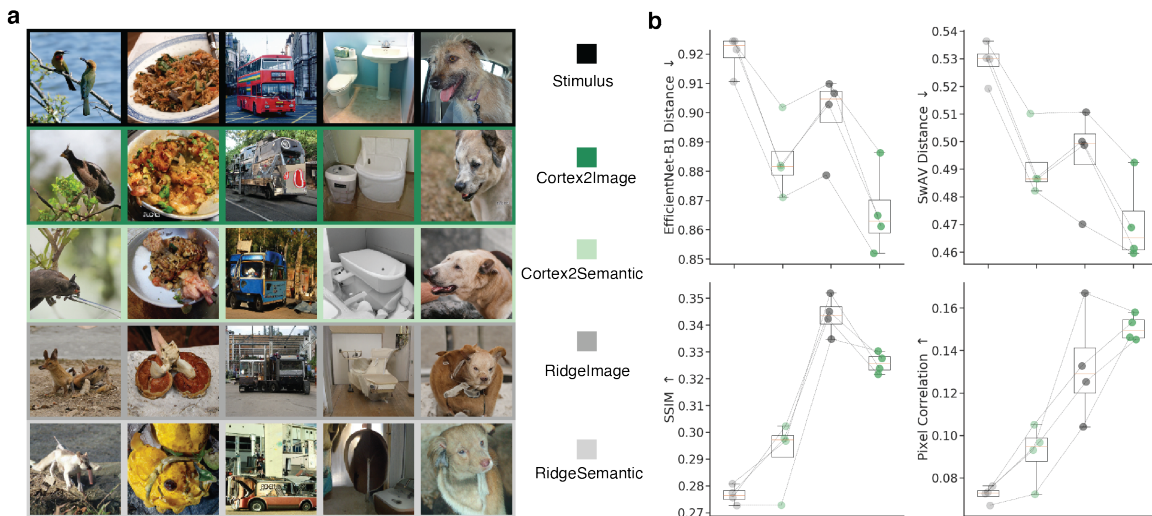 a
Stimulus
Cortex2Image
Cortex2Semantic
RidgeImage
RidgeSemantic
b
EfficientNet-B1 Distance ↓
0.92
0.91
0.90
0.89
0.88
0.87
0.86
0.85
SwAV Distance ↓
0.54
0.53
0.52
0.51
0.50
0.49
0.48
0.47
0.46
SSIM ↑
0.35
0.34
0.33
0.32
0.31
0.30
0.29
0.28
0.27
Pixel Correlation ↑
0.16
0.14
0.12
0.10
0.08